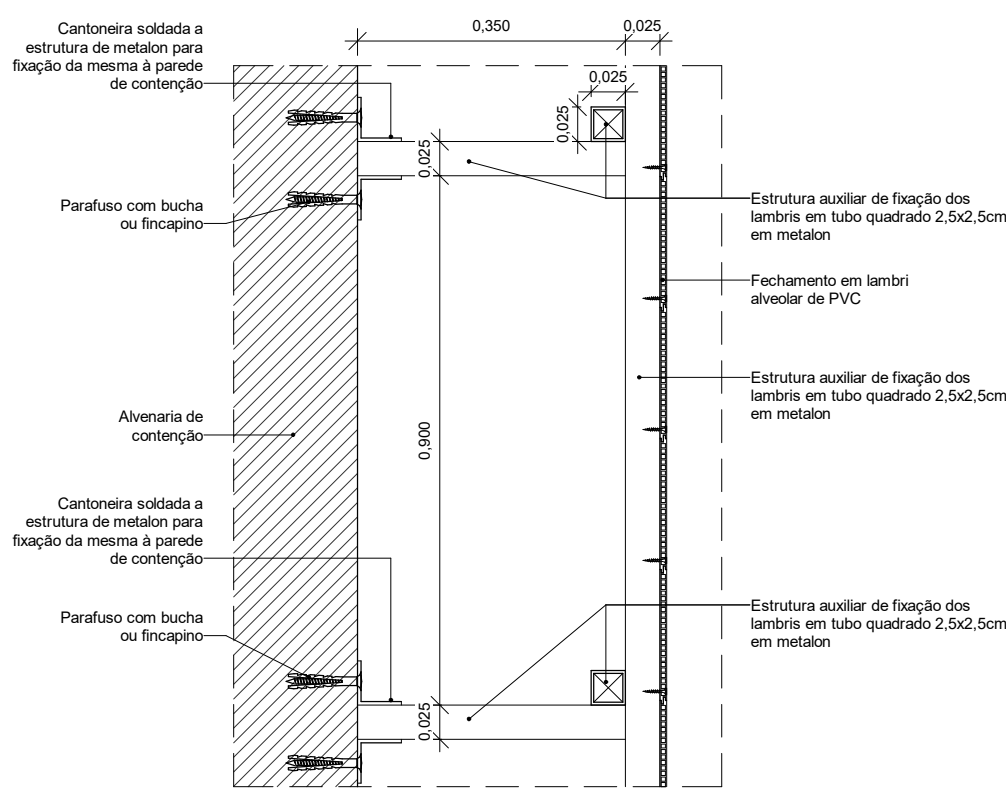 Cantoneira soldada a
estrutura de metalon para
fixação da mesma à parede
de contenção
0,350
0,025
0,025
0,025
0,025
Parafuso com bucha
ou fincapino
Estrutura auxiliar de fixação dos
lambris em tubo quadrado 2,5x2,5cm
em metalon
Fechamento em lambri
alveolar de PVC
Estrutura auxiliar de fixação dos
lambris em tubo quadrado 2,5x2,5cm
em metalon
Alvenaria de
contenção
0,900
Cantoneira soldada a
estrutura de metalon para
fixação da mesma à parede
de contenção
Parafuso com bucha
ou fincapino
Estrutura auxiliar de fixação dos
lambris em tubo quadrado 2,5x2,5cm
em metalon
0,025